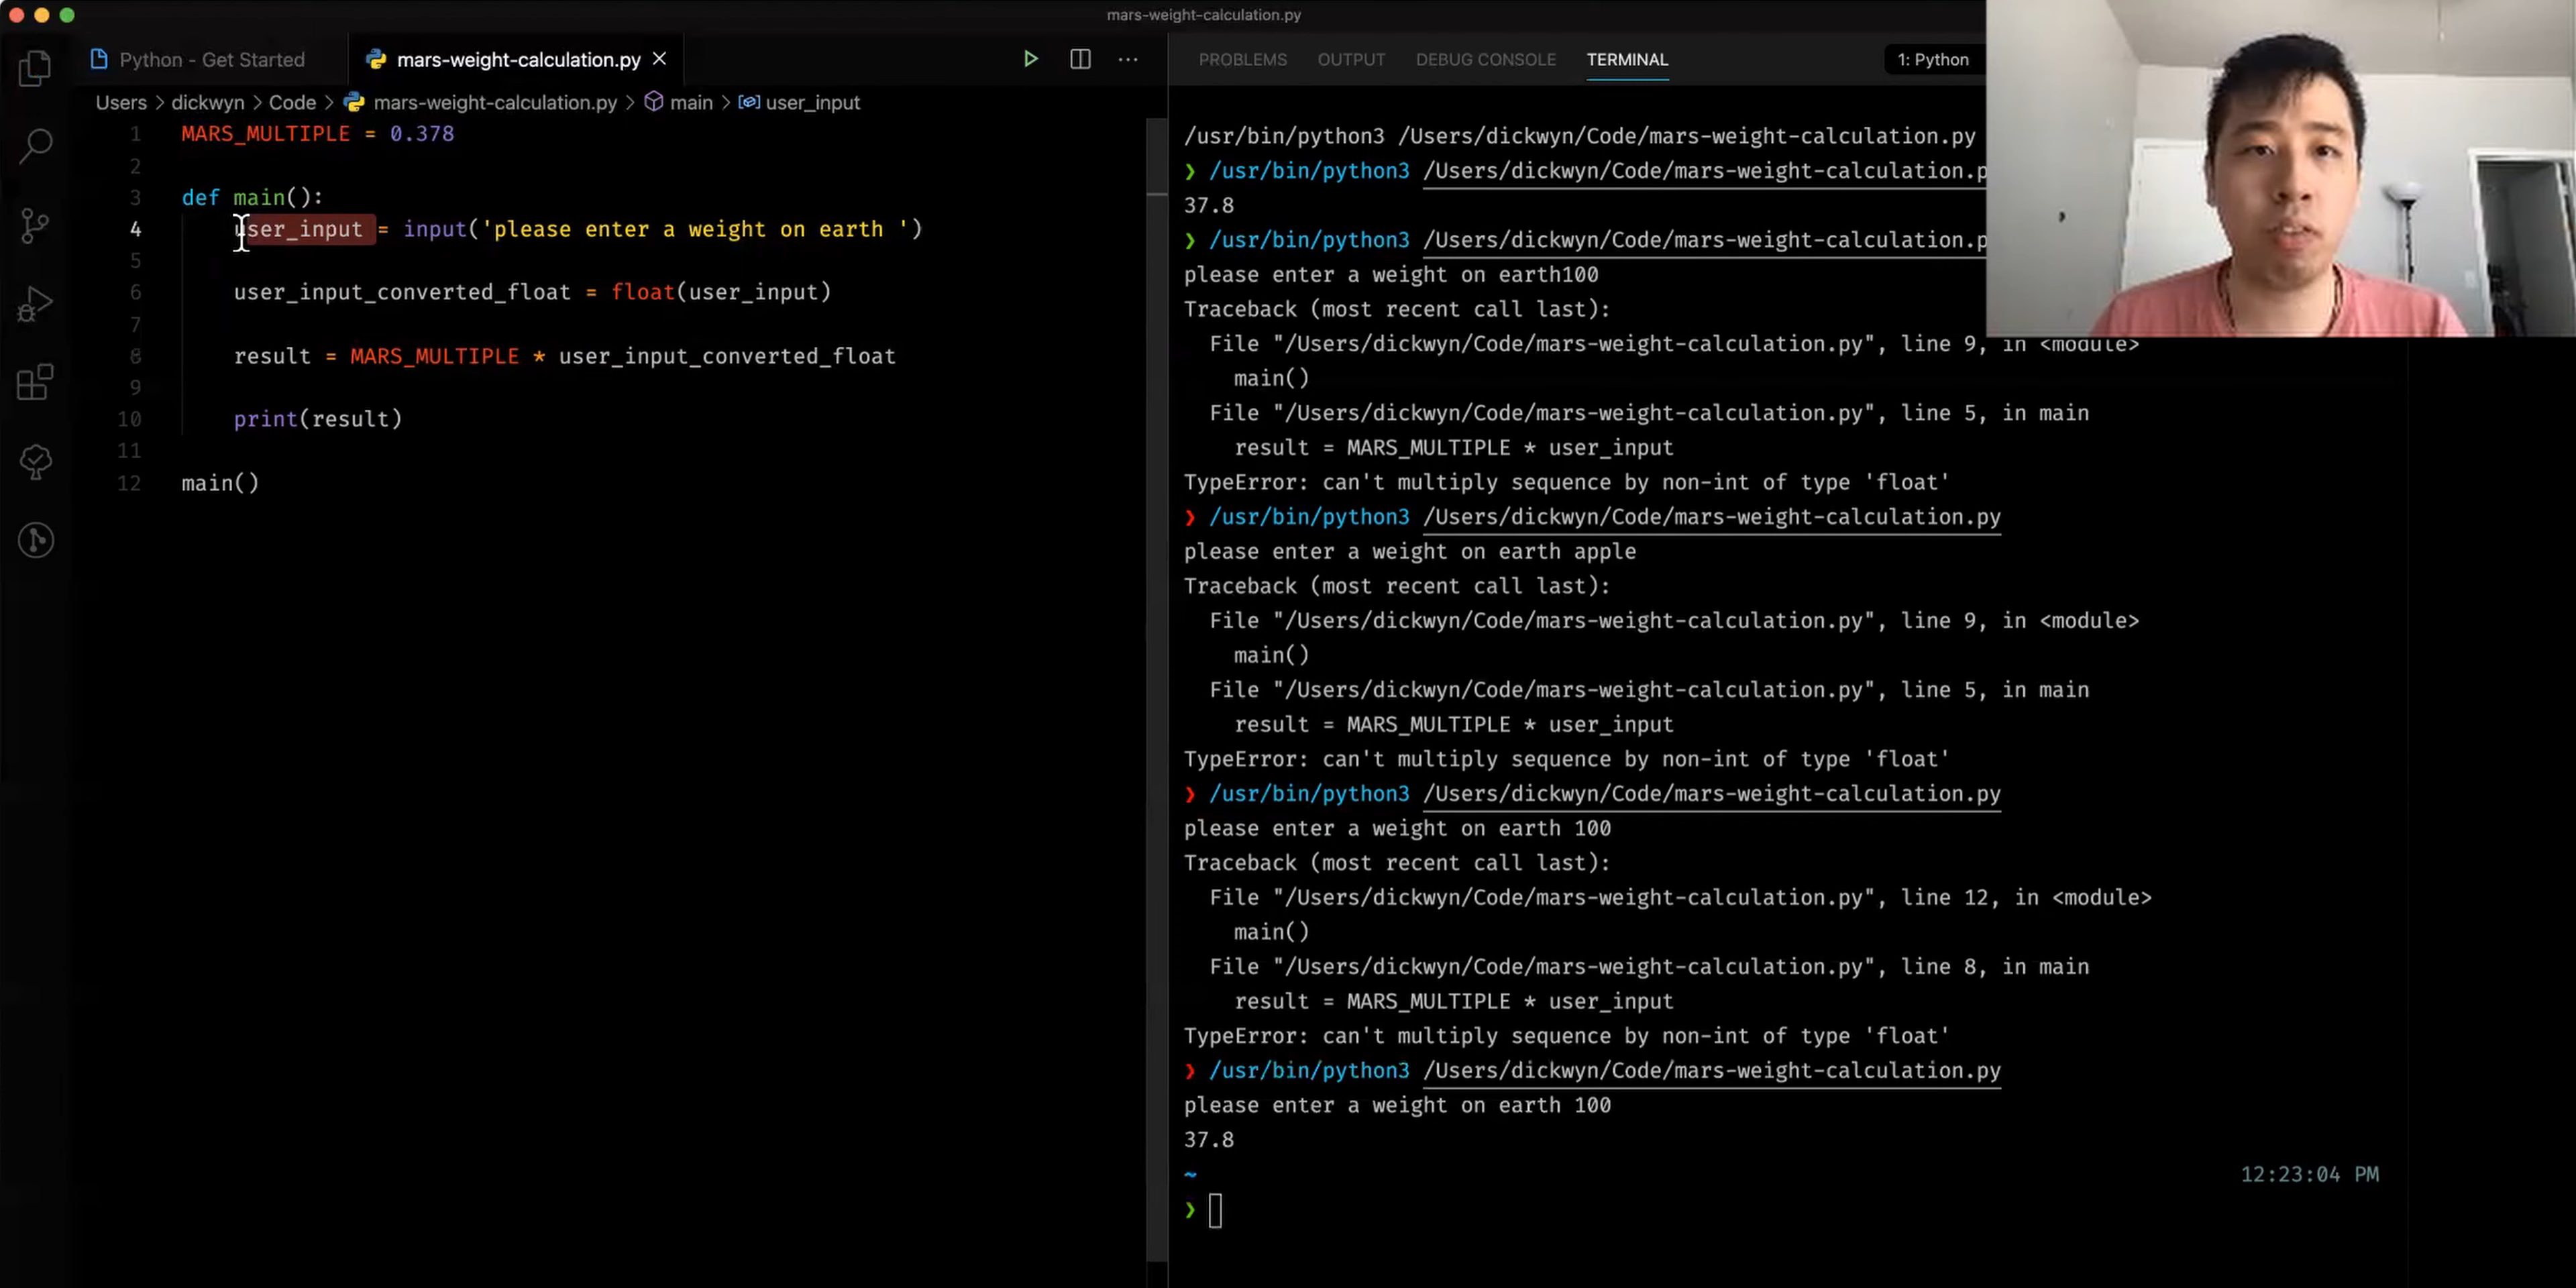 mars-weight-calculation.py
Python - Get Started
mars-weight-calculation.py
Users > dickwyn > Code > mars-weight-calculation.py > main > user_input
1 MARS_MULTIPLE = 0.378
2
3 def main():
4 user_input = input('please enter a weight on earth ')
5
6 user_input_converted_float = float(user_input)
7
8 result = MARS_MULTIPLE * user_input_converted_float
9
10 print(result)
11
12 main()
PROBLEMS OUTPUT DEBUG CONSOLE TERMINAL 1: Python
/usr/bin/python3 /Users/dickwyn/Code/mars-weight-calculation.py
❯ /usr/bin/python3 /Users/dickwyn/Code/mars-weight-calculation.p
37.8
❯ /usr/bin/python3 /Users/dickwyn/Code/mars-weight-calculation.p
please enter a weight on earth100
Traceback (most recent call last):
File "/Users/dickwyn/Code/mars-weight-calculation.py", line 9, in <module>
main()
File "/Users/dickwyn/Code/mars-weight-calculation.py", line 5, in main
result = MARS_MULTIPLE * user_input
TypeError: can't multiply sequence by non-int of type 'float'
❯ /usr/bin/python3 /Users/dickwyn/Code/mars-weight-calculation.py
please enter a weight on earth apple
Traceback (most recent call last):
File "/Users/dickwyn/Code/mars-weight-calculation.py", line 9, in <module>
main()
File "/Users/dickwyn/Code/mars-weight-calculation.py", line 5, in main
result = MARS_MULTIPLE * user_input
TypeError: can't multiply sequence by non-int of type 'float'
❯ /usr/bin/python3 /Users/dickwyn/Code/mars-weight-calculation.py
please enter a weight on earth 100
Traceback (most recent call last):
File "/Users/dickwyn/Code/mars-weight-calculation.py", line 12, in <module>
main()
File "/Users/dickwyn/Code/mars-weight-calculation.py", line 8, in main
result = MARS_MULTIPLE * user_input
TypeError: can't multiply sequence by non-int of type 'float'
❯ /usr/bin/python3 /Users/dickwyn/Code/mars-weight-calculation.py
please enter a weight on earth 100
37.8
~ 12:23:04 PM
❯